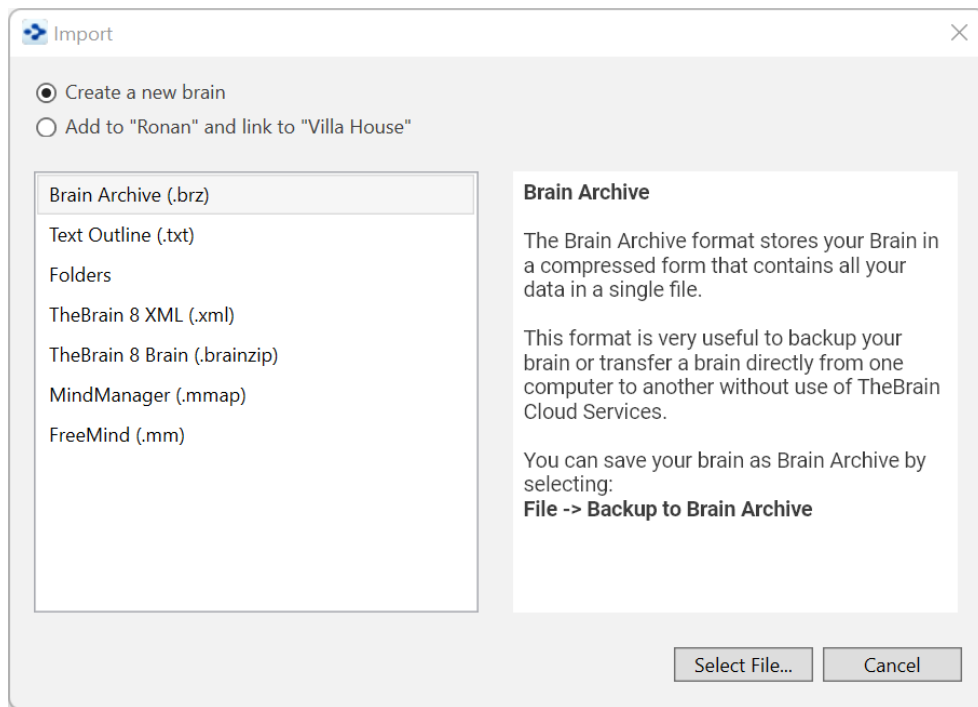 Import
Create a new brain
Add to "Ronan" and link to "Villa House"
Brain Archive (.brz)
Text Outline (.txt)
Folders
TheBrain 8 XML (.xml)
TheBrain 8 Brain (.brainzip)
MindManager (.mmap)
FreeMind (.mm)
Brain Archive
The Brain Archive format stores your Brain in
a compressed form that contains all your
data in a single file.
This format is very useful to backup your
brain or transfer a brain directly from one
computer to another without use of TheBrain
Cloud Services.
You can save your brain as Brain Archive by
selecting:
File -> Backup to Brain Archive
Select File...
Cancel